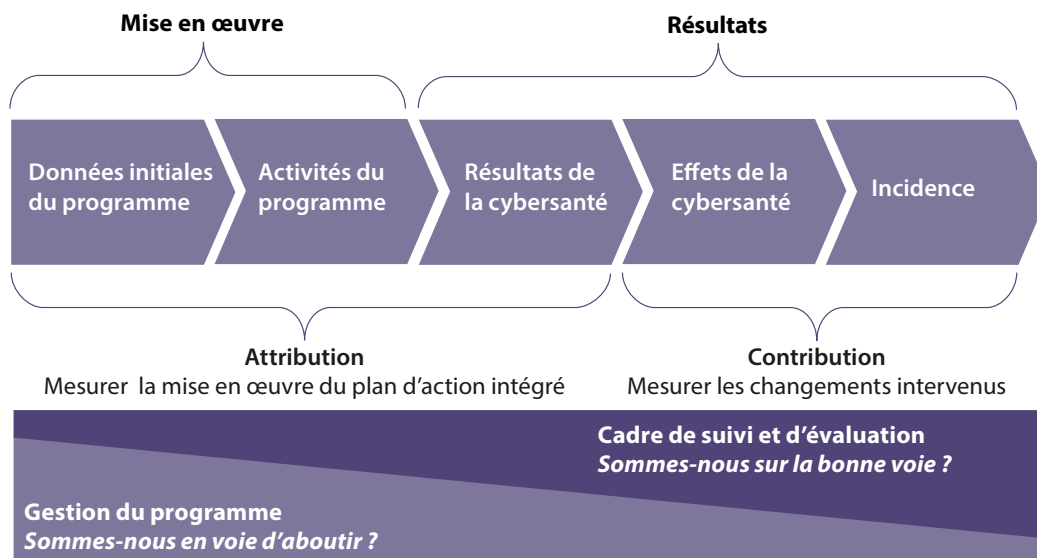 Mise en œuvre
Résultats
Données initiales
du programme
Activités du
programme
Résultats de
la cybersanté
Effets de la
cybersanté
Incidence
Attribution
Mesurer la mise en œuvre du plan d’action intégré
Contribution
Mesurer les changements intervenus
Cadre de suivi et d’évaluation
Sommes-nous sur la bonne voie ?
Gestion du programme
Sommes-nous en voie d’aboutir ?